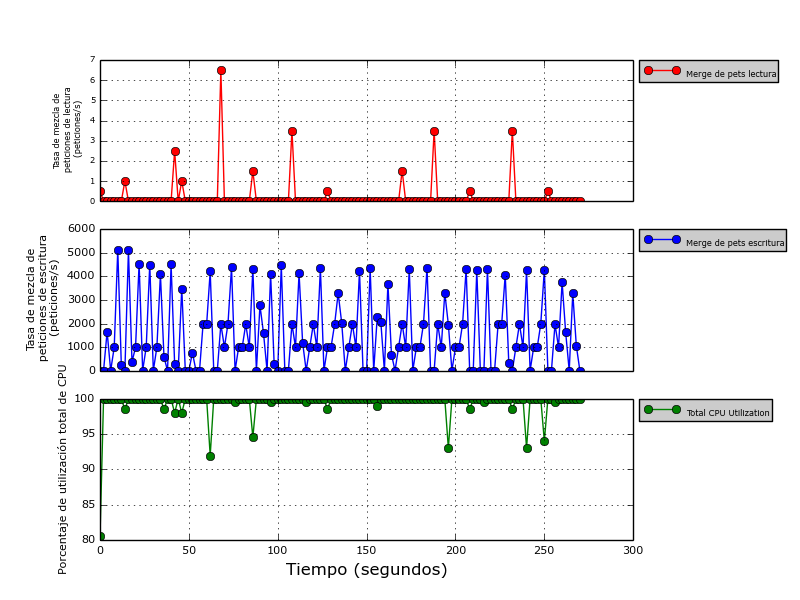 7
6
5
4
3
2
1
0
Tasa de mezcla de
peticiones de lectura
(peticiones/s)
Merge de pets lectura
6000
5000
4000
3000
2000
1000
0
Tasa de mezcla de
peticiones de escritura
(peticiones/s)
Merge de pets escritura
100
95
90
85
80
Porcentaje de utilización total de CPU
Total CPU Utilization
0 50 100 150 200 250 300
Tiempo (segundos)